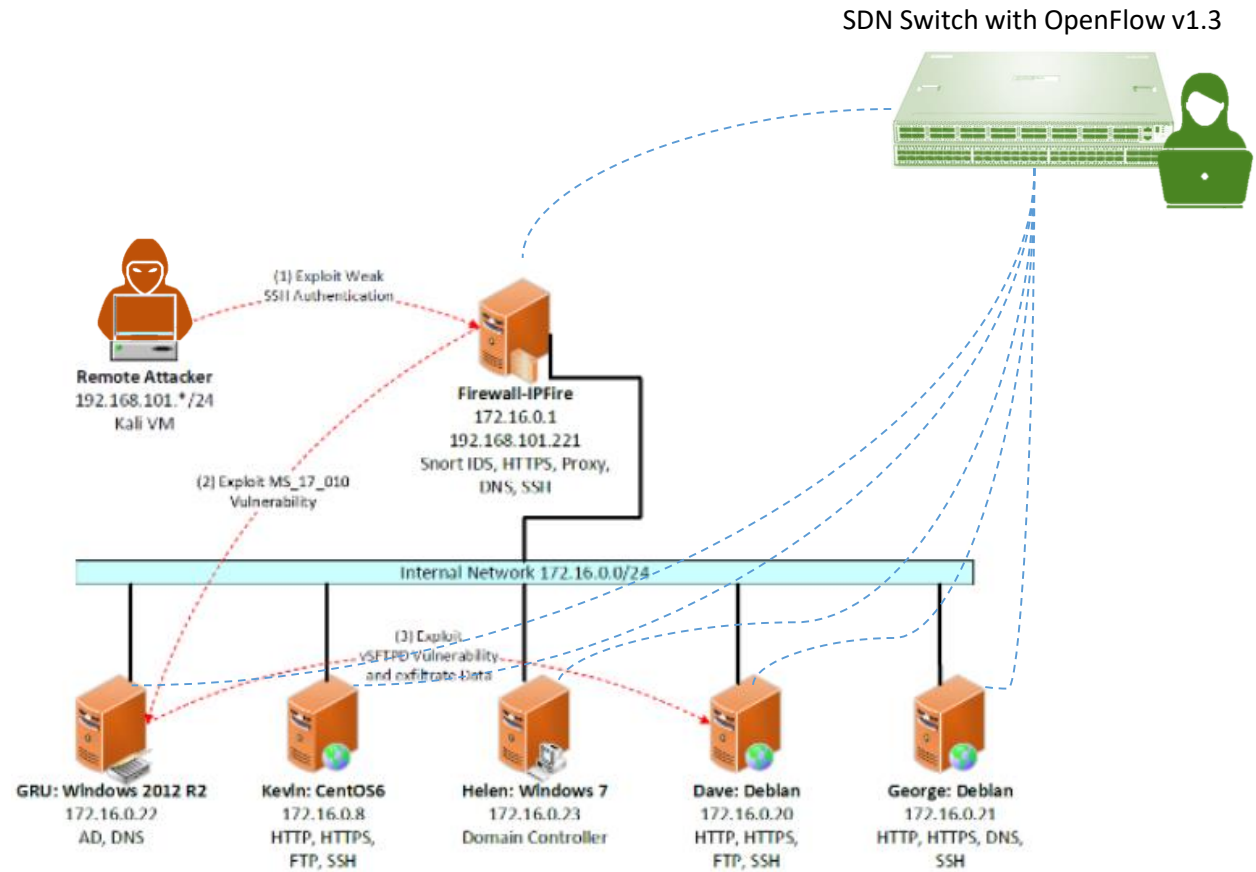 SDN Switch with OpenFlow v1.3
(1) Exploit Weak
SSH Authentication
Remote Attacker
192.168.101.*/24
Kali VM
Firewall-IPFire
172.16.0.1
192.168.101.221
Snort IDS, HTTPS, Proxy,
DNS, SSH
(2) Exploit MS_17_010
Vulnerability
Internal Network 172.16.0.0/24
(3) Exploit
vSFTPD Vulnerability
and exfiltrate Data
GRU: Windows 2012 R2
172.16.0.22
AD, DNS
Kevin: CentOS6
172.16.0.8
HTTP, HTTPS,
FTP, SSH
Helen: Windows 7
172.16.0.23
Domain Controller
Dave: Debian
172.16.0.20
HTTP, HTTPS,
FTP, SSH
George: Debian
172.16.0.21
HTTP, HTTPS, DNS,
SSH